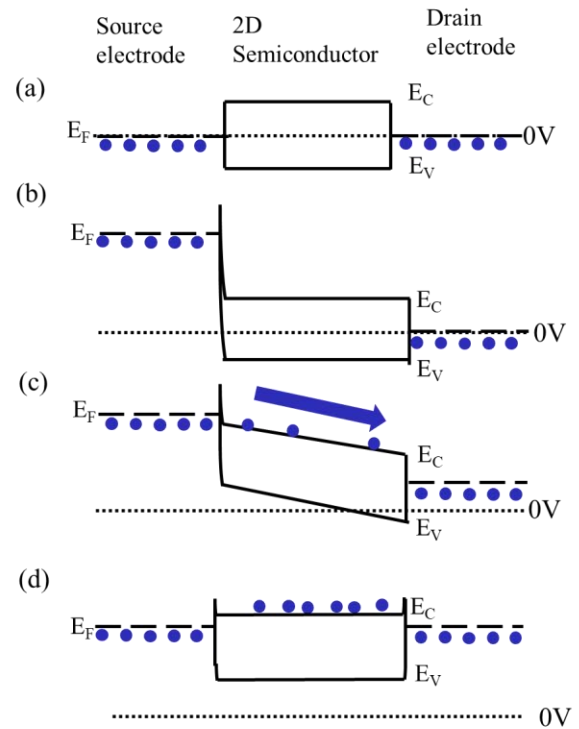 Source electrode
2D Semiconductor
Drain electrode
(a)
E_C
E_F
0V
E_V
(b)
E_F
E_C
0V
E_V
(c)
E_F
E_C
0V
E_V
(d)
E_C
E_F
E_V
0V